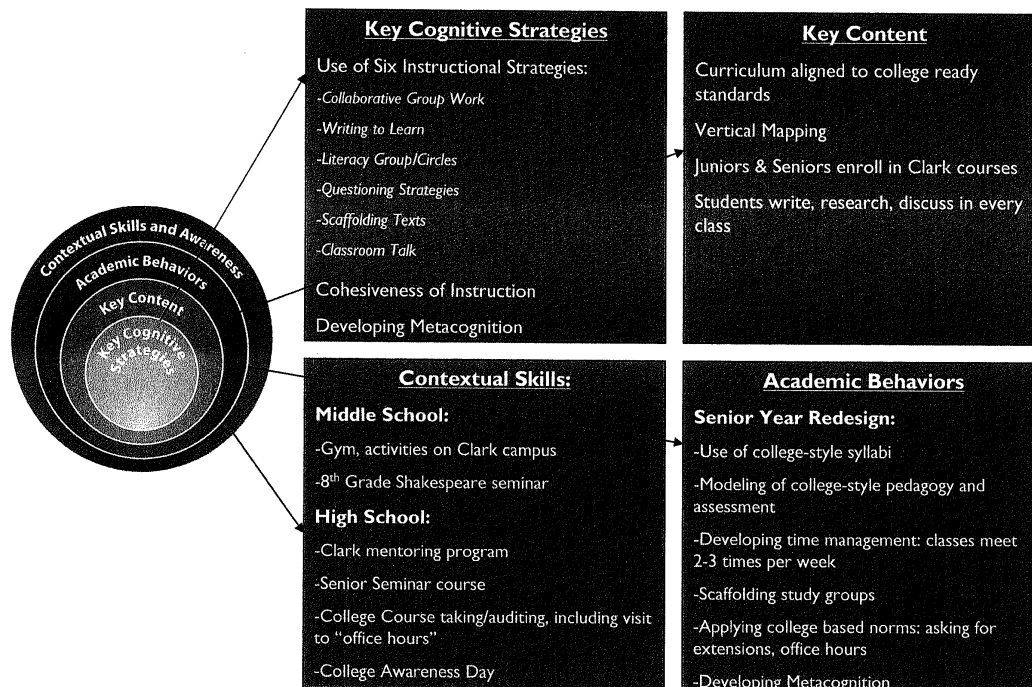 Contextual Skills and Awareness
Academic Behaviors
Key Content
Key Cognitive
Strategies
Key Cognitive Strategies
Use of Six Instructional Strategies:
-Collaborative Group Work
-Writing to Learn
-Literacy Group/Circles
-Questioning Strategies
-Scaffolding Texts
-Classroom Talk
Cohesiveness of Instruction
Developing Metacognition
Key Content
Curriculum aligned to college ready
standards
Vertical Mapping
Juniors & Seniors enroll in Clark courses
Students write, research, discuss in every
class
Contextual Skills:
Middle School:
-Gym, activities on Clark campus
-8th Grade Shakespeare seminar
High School:
-Clark mentoring program
-Senior Seminar course
-College Course taking/auditing, including visit
to "office hours"
-College Awareness Day
Academic Behaviors
Senior Year Redesign:
-Use of college-style syllabi
-Modeling of college-style pedagogy and
assessment
-Developing time management: classes meet
2-3 times per week
-Scaffolding study groups
-Applying college based norms: asking for
extensions, office hours
-Developing Metacognition